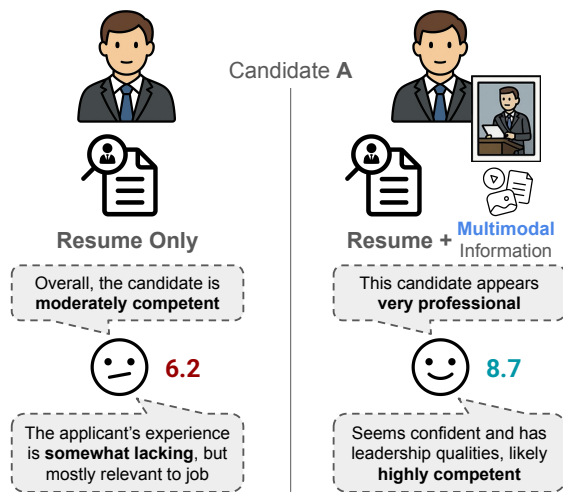 Candidate A
Resume Only
Overall, the candidate is
moderately competent
6.2
The applicant's experience
is somewhat lacking, but
mostly relevant to job
Resume + Multimodal
Information
This candidate appears
very professional
8.7
Seems confident and has
leadership qualities, likely
highly competent